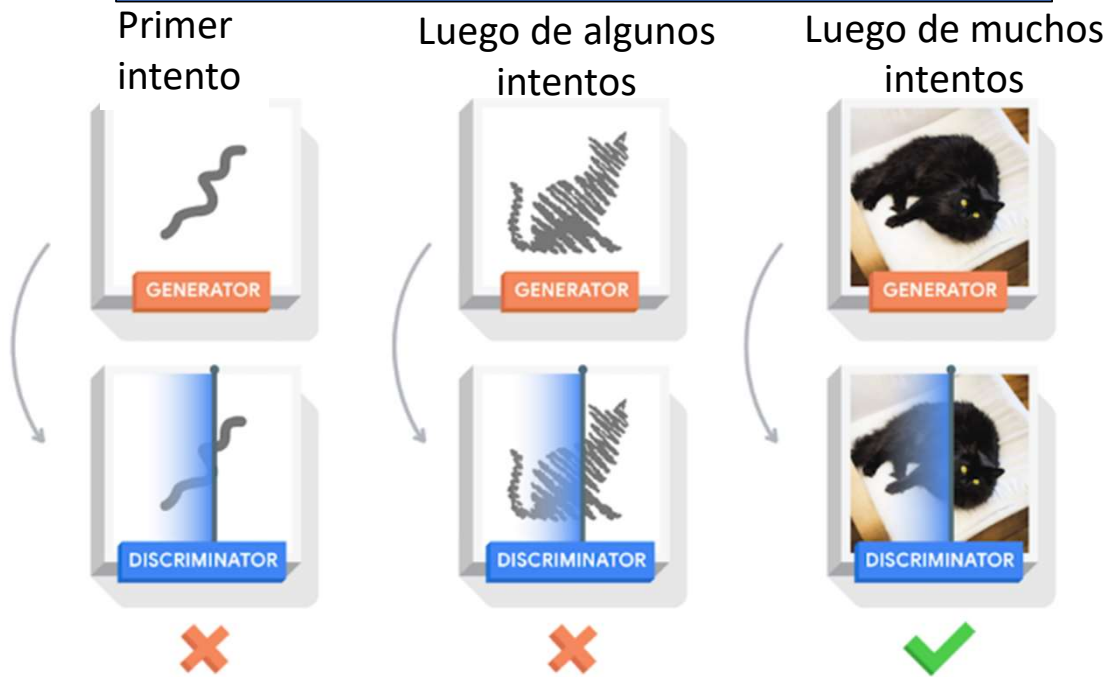 Primer
intento
Luego de algunos
intentos
Luego de muchos
intentos
GENERATOR
GENERATOR
GENERATOR
DISCRIMINATOR
DISCRIMINATOR
DISCRIMINATOR